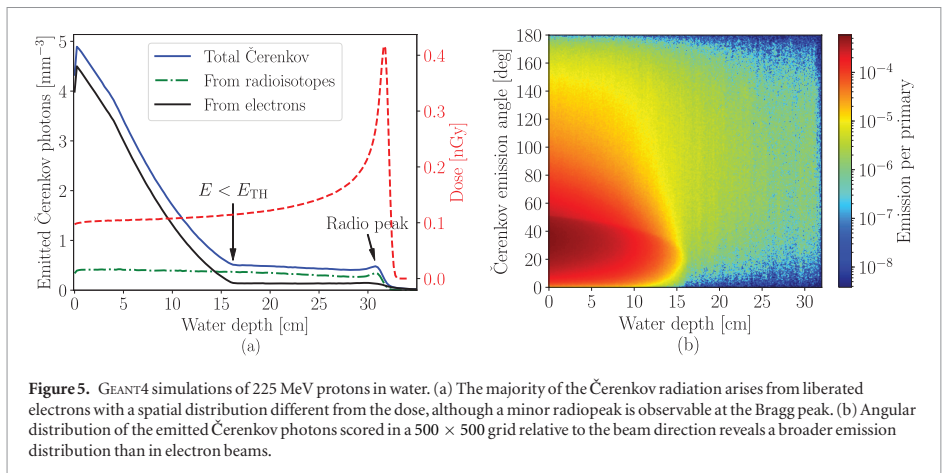 Emitted Čerenkov photons [mm⁻³]
5
4
3
2
1
0
Total Čerenkov
From radioisotopes
From electrons
E < E_TH
Radio peak
0.4
0.3
0.2
0.1
0.0
Dose [nGy]
0 5 10 15 20 25 30
Water depth [cm]
(a)
(b)
Čerenkov emission angle [deg]
180
160
140
120
100
80
60
40
20
0
0 5 10 15 20 25 30
Water depth [cm]
(b)
10⁻⁴
10⁻⁵
10⁻⁶
10⁻⁷
10⁻⁸
Emission per primary
Figure 5. GEANT4 simulations of 225 MeV protons in water. (a) The majority of the Čerenkov radiation arises from liberated
electrons with a spatial distribution different from the dose, although a minor radiopeak is observable at the Bragg peak. (b) Angular
distribution of the emitted Čerenkov photons scored in a 500 × 500 grid relative to the beam direction reveals a broader emission
distribution than in electron beams.